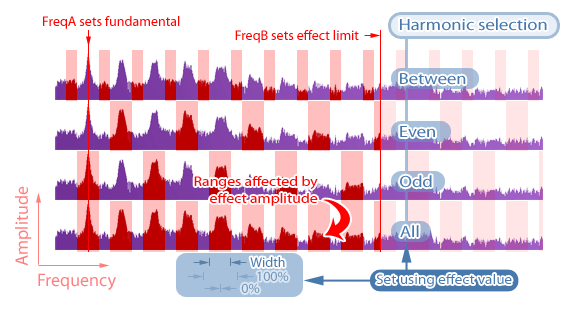 FreqA sets fundamental
FreqB sets effect limit
Harmonic selection
Between
Even
Odd
Ranges affected by
effect amplitude
All
Amplitude
Frequency
Width
100%
0%
Set using effect value